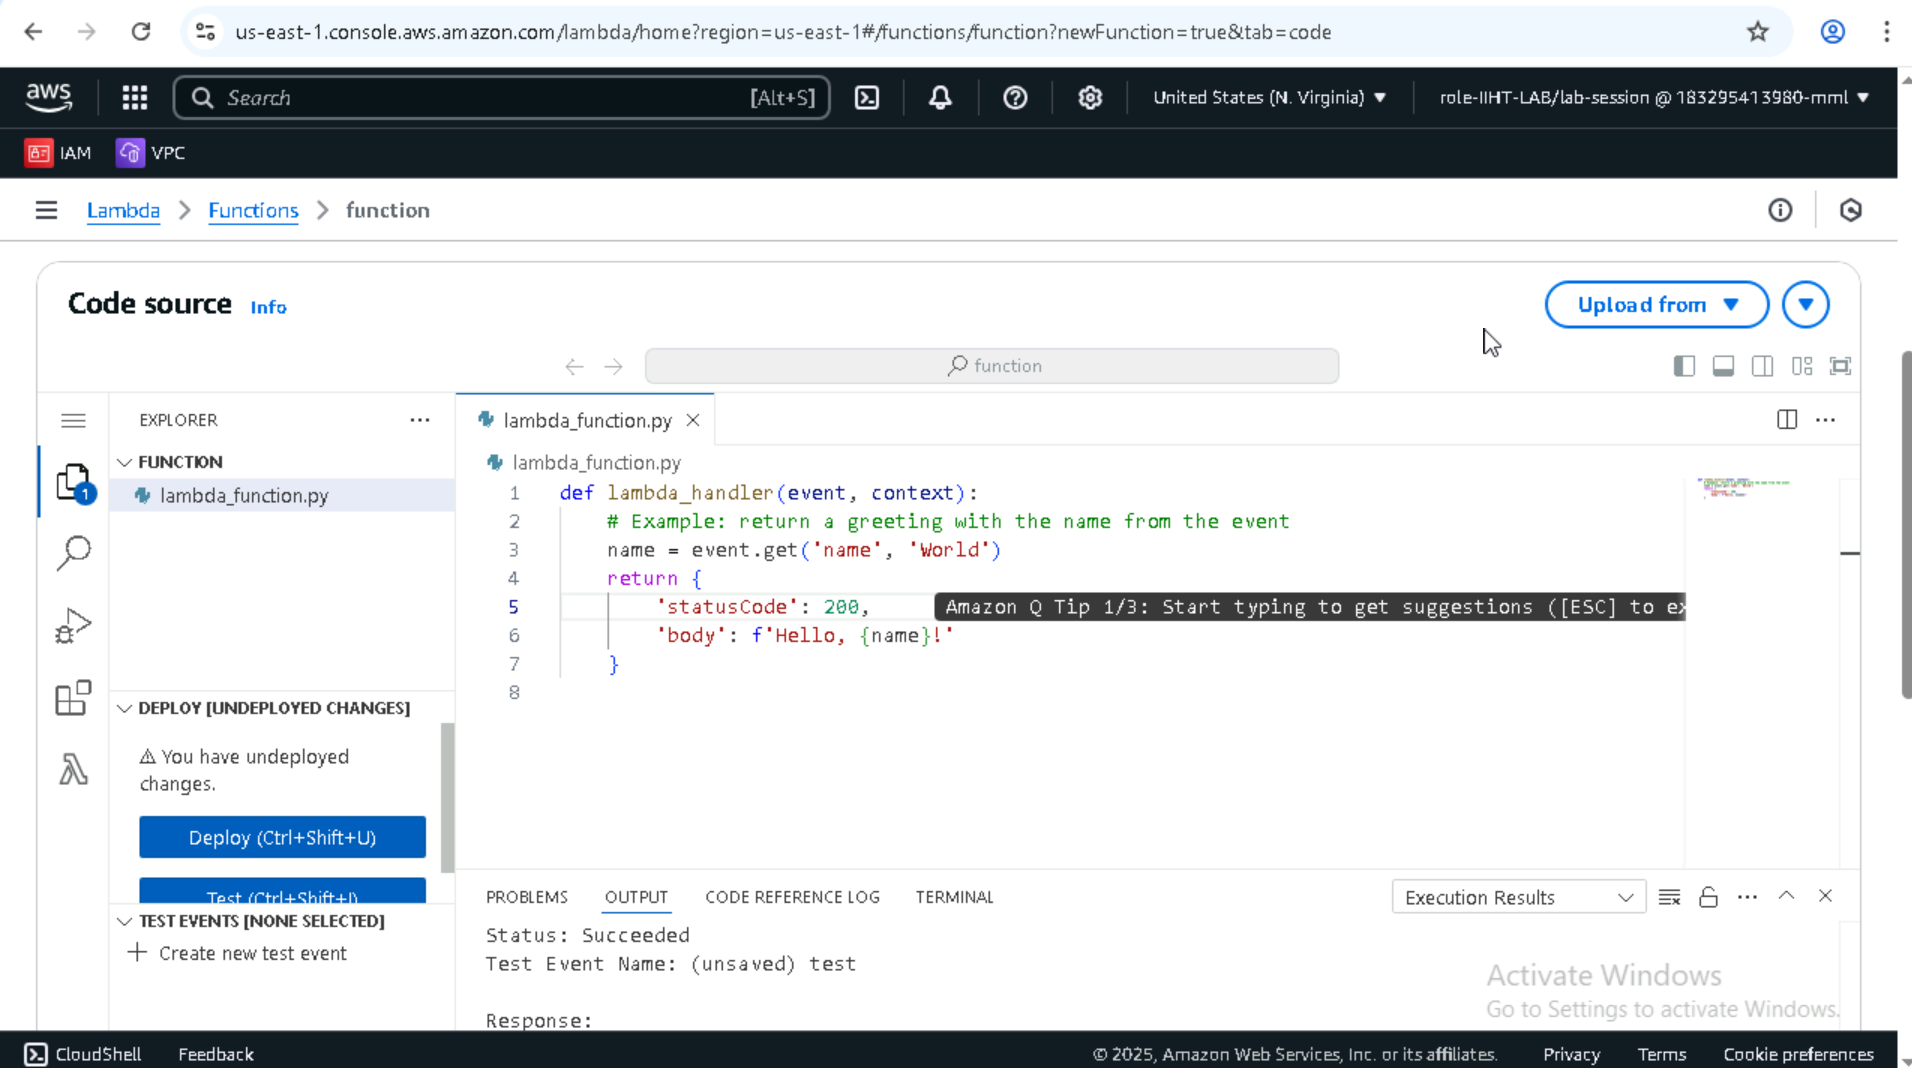 us-east-1.console.aws.amazon.com/lambda/home?region=us-east-1#/functions/function?newFunction=true&tab=code
aws
Search
[Alt+S]
United States (N. Virginia)
role-IIHT-LAB/lab-session @ 183295413980-mml
IAM
VPC
Lambda
Functions
function
Code source
Info
Upload from
function
EXPLORER
FUNCTION
lambda_function.py
1
lambda_function.py
lambda_function.py
1 def lambda_handler(event, context):
2 # Example: return a greeting with the name from the event
3 name = event.get('name', 'World')
4 return {
5 'statusCode': 200, Amazon Q Tip 1/3: Start typing to get suggestions ([ESC] to ex
6 'body': f'Hello, {name}!'
7 }
8
DEPLOY [UNDEPLOYED CHANGES]
You have undeployed
changes.
Deploy (Ctrl+Shift+U)
Test (Ctrl+Shift+I)
TEST EVENTS [NONE SELECTED]
Create new test event
PROBLEMS
OUTPUT
CODE REFERENCE LOG
TERMINAL
Execution Results
Status: Succeeded
Test Event Name: (unsaved) test
Response:
Activate Windows
Go to Settings to activate Windows.
CloudShell
Feedback
© 2025, Amazon Web Services, Inc. or its affiliates.
Privacy
Terms
Cookie preferences